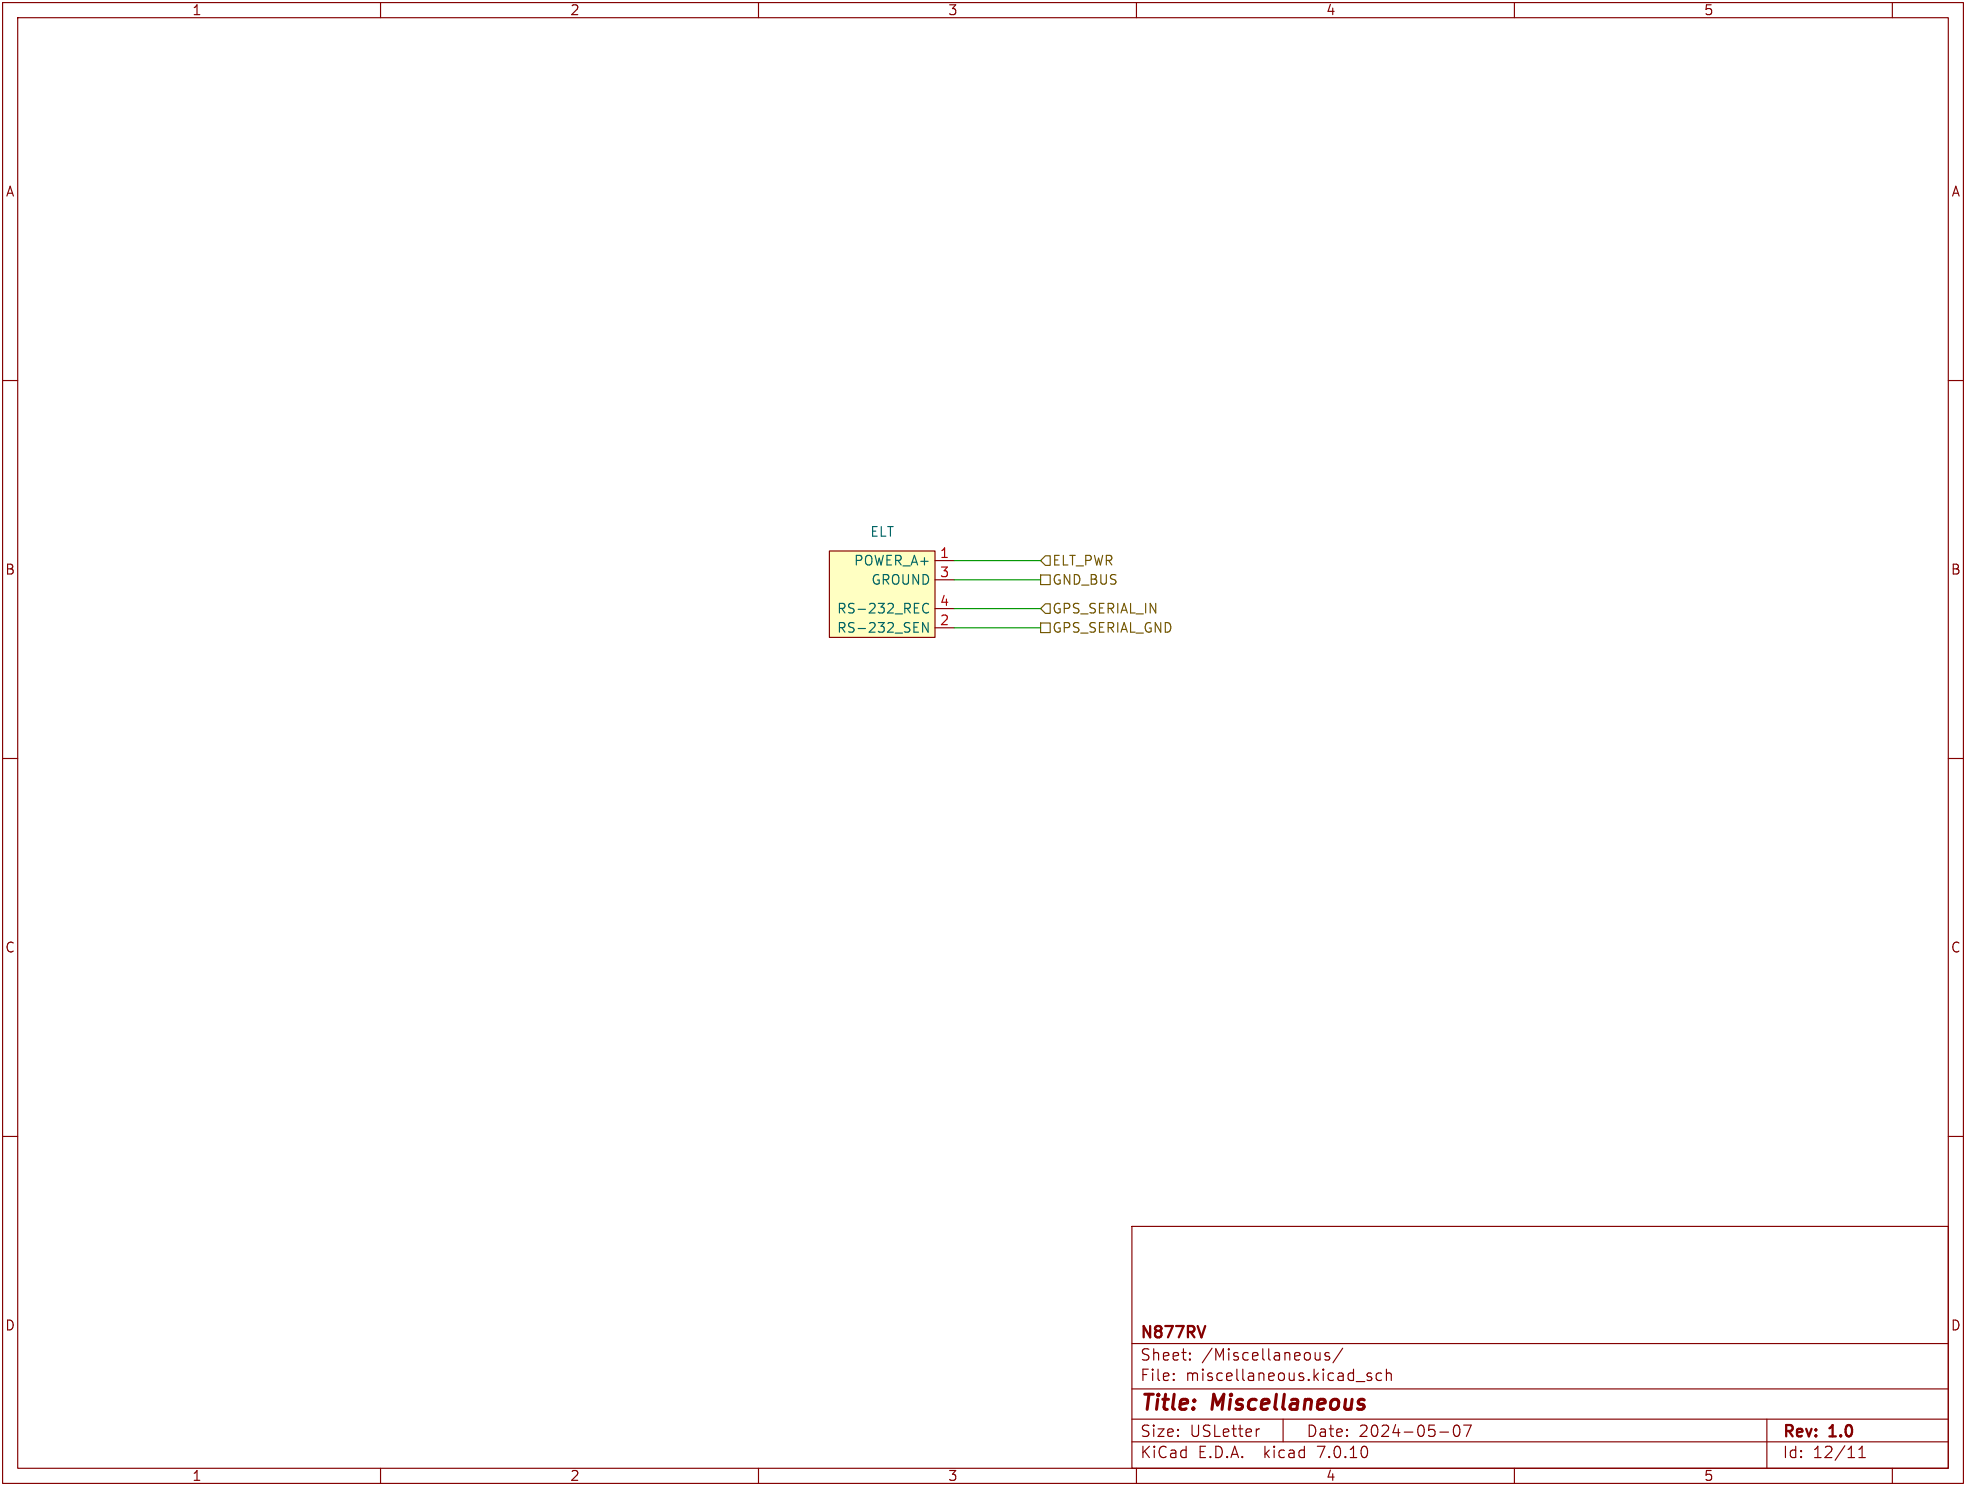 1 2 3 4 5
A A
ELT
POWER_A+ 1 ELT_PWR
B B
GROUND 3 GND_BUS
RS-232_REC 4 GPS_SERIAL_IN
RS-232_SEN 2 GPS_SERIAL_GND
C C
D D
N877RV
Sheet: /Miscellaneous/
File: miscellaneous.kicad_sch
Title: Miscellaneous
Size: USLetter Date: 2024-05-07 Rev: 1.0
KiCad E.D.A. kicad 7.0.10 Id: 12/11
1 2 3 4 5